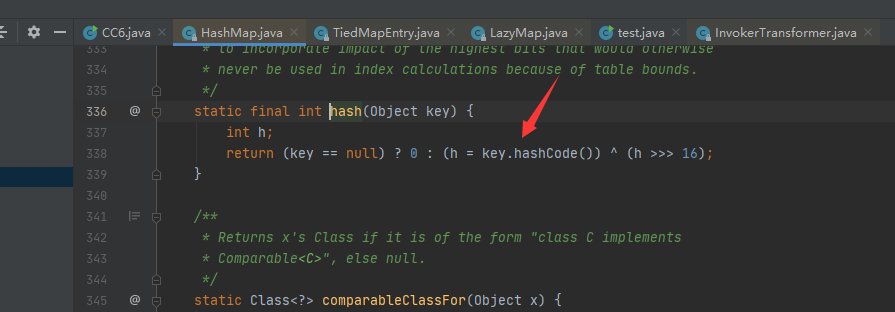 CC6.java HashMap.java TiedMapEntry.java LazyMap.java test.java InvokerTransformer.java
333 * to incorporate impact of the highest bits that would otherwise
334 * never be used in index calculations because of table bounds.
335 */
336 @ static final int hash(Object key) {
337 int h;
338 return (key == null) ? 0 : (h = key.hashCode()) ^ (h >>> 16);
339 }
340
341 /**
342 * Returns x's Class if it is of the form "class C implements
343 * Comparable<C>", else null.
344 */
345 @ static Class<?> comparableClassFor(Object x) {